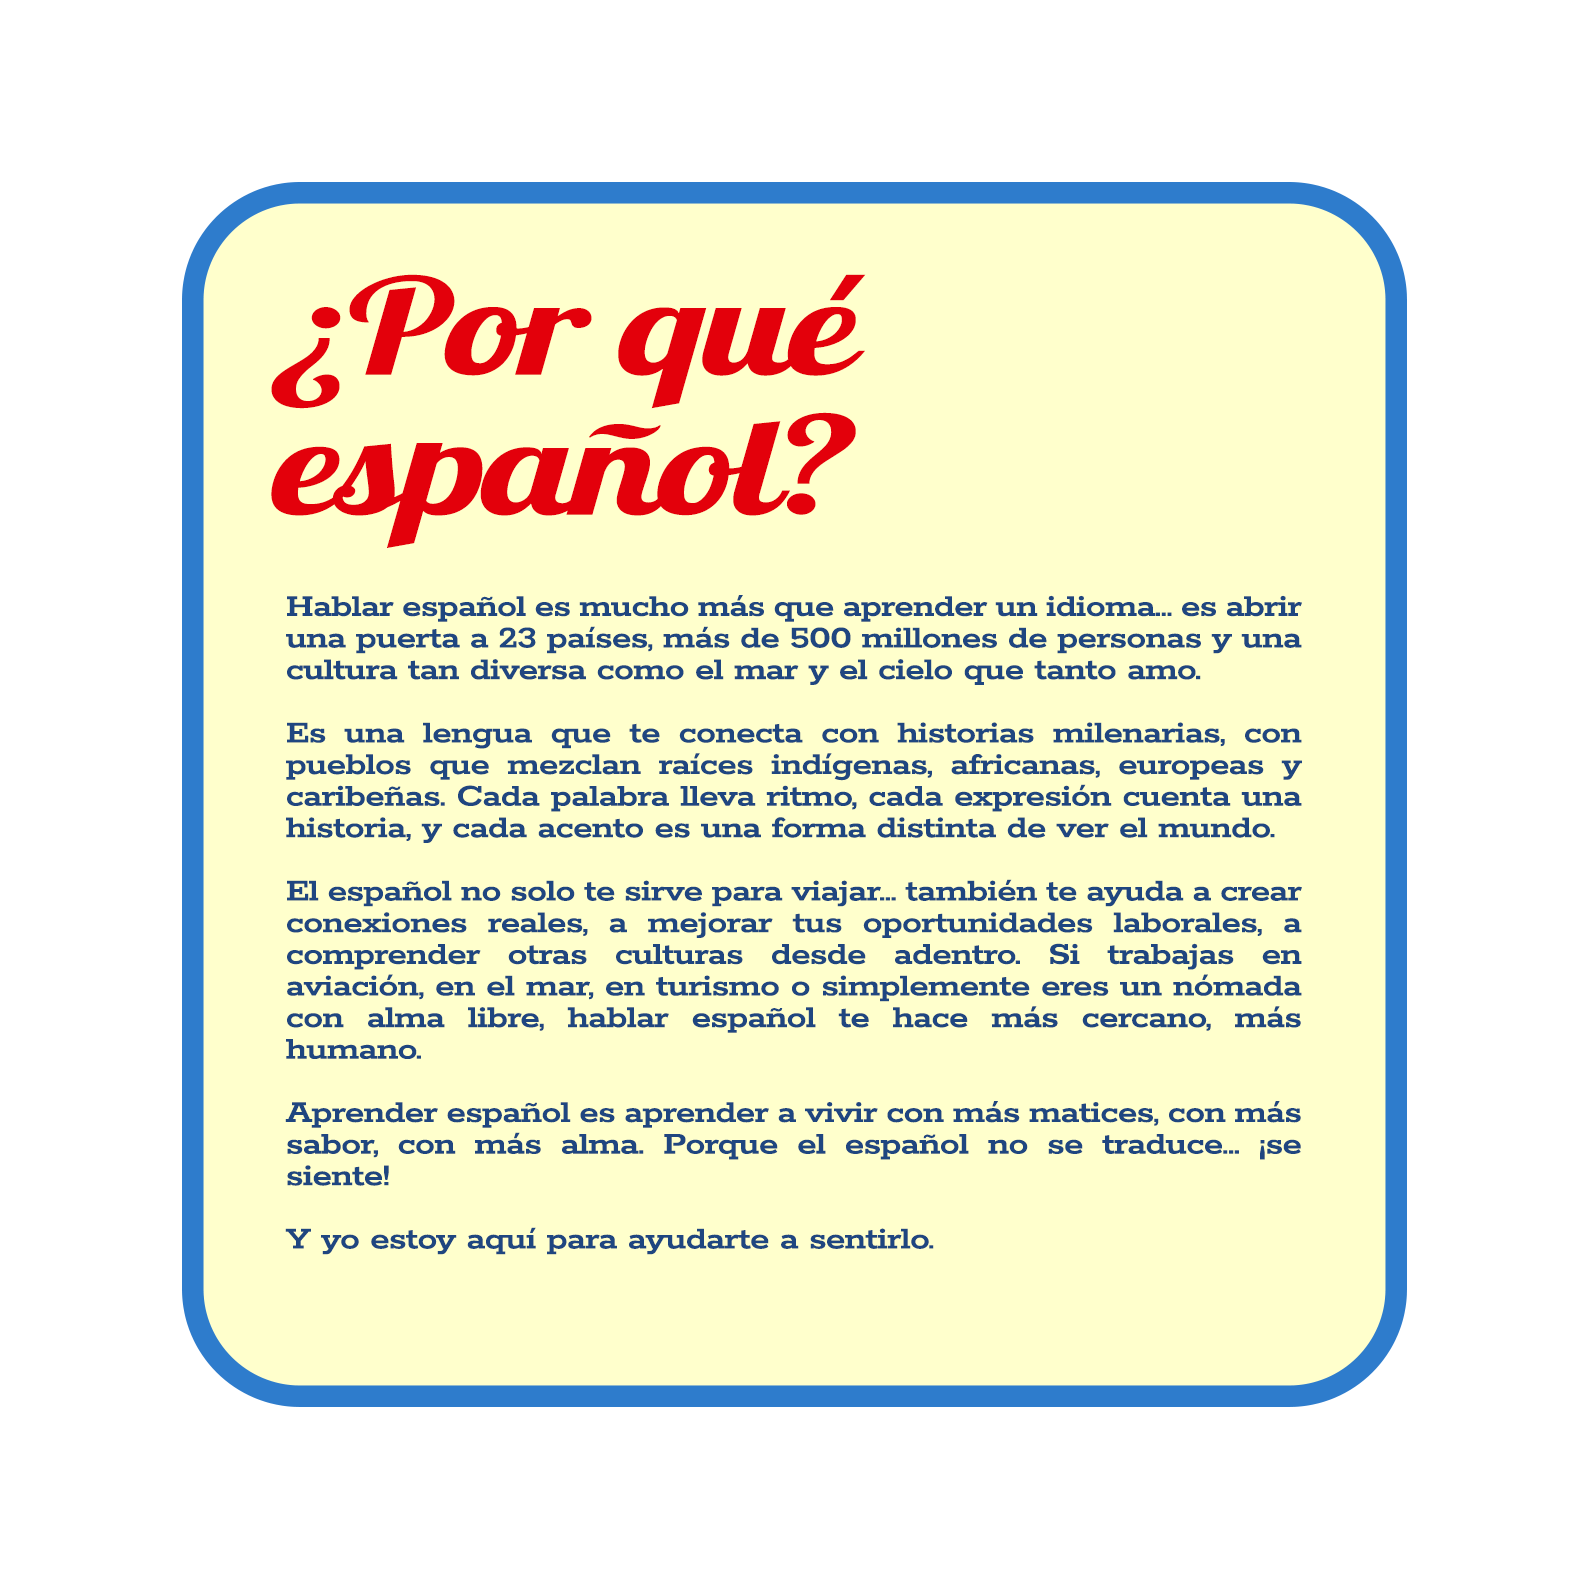 ¿Por qué
español?
Hablar español es mucho más que aprender un idioma... es abrir
una puerta a 23 países, más de 500 millones de personas y una
cultura tan diversa como el mar y el cielo que tanto amo.
Es una lengua que te conecta con historias milenarias, con
pueblos que mezclan raíces indígenas, africanas, europeas y
caribeñas. Cada palabra lleva ritmo, cada expresión cuenta una
historia, y cada acento es una forma distinta de ver el mundo.
El español no solo te sirve para viajar... también te ayuda a crear
conexiones reales, a mejorar tus oportunidades laborales, a
comprender otras culturas desde adentro. Si trabajas en
aviación, en el mar, en turismo o simplemente eres un nómada
con alma libre, hablar español te hace más cercano, más
humano.
Aprender español es aprender a vivir con más matices, con más
sabor, con más alma. Porque el español no se traduce... ¡se
siente!
Y yo estoy aquí para ayudarte a sentirlo.